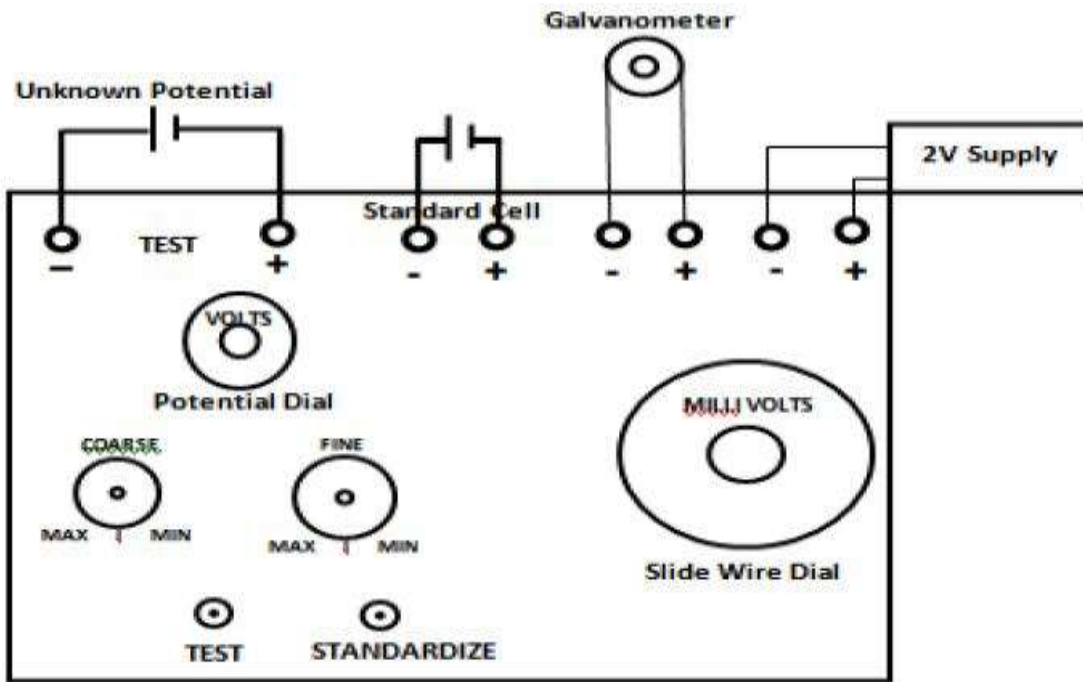 Galvanometer
Unknown Potential
2V Supply
Standard Cell
TEST
− + - + - + - +
VOLTS
Potential Dial
MILLI VOLTS
COARSE FINE
MAX MIN MAX MIN
Slide Wire Dial
TEST STANDARDIZE